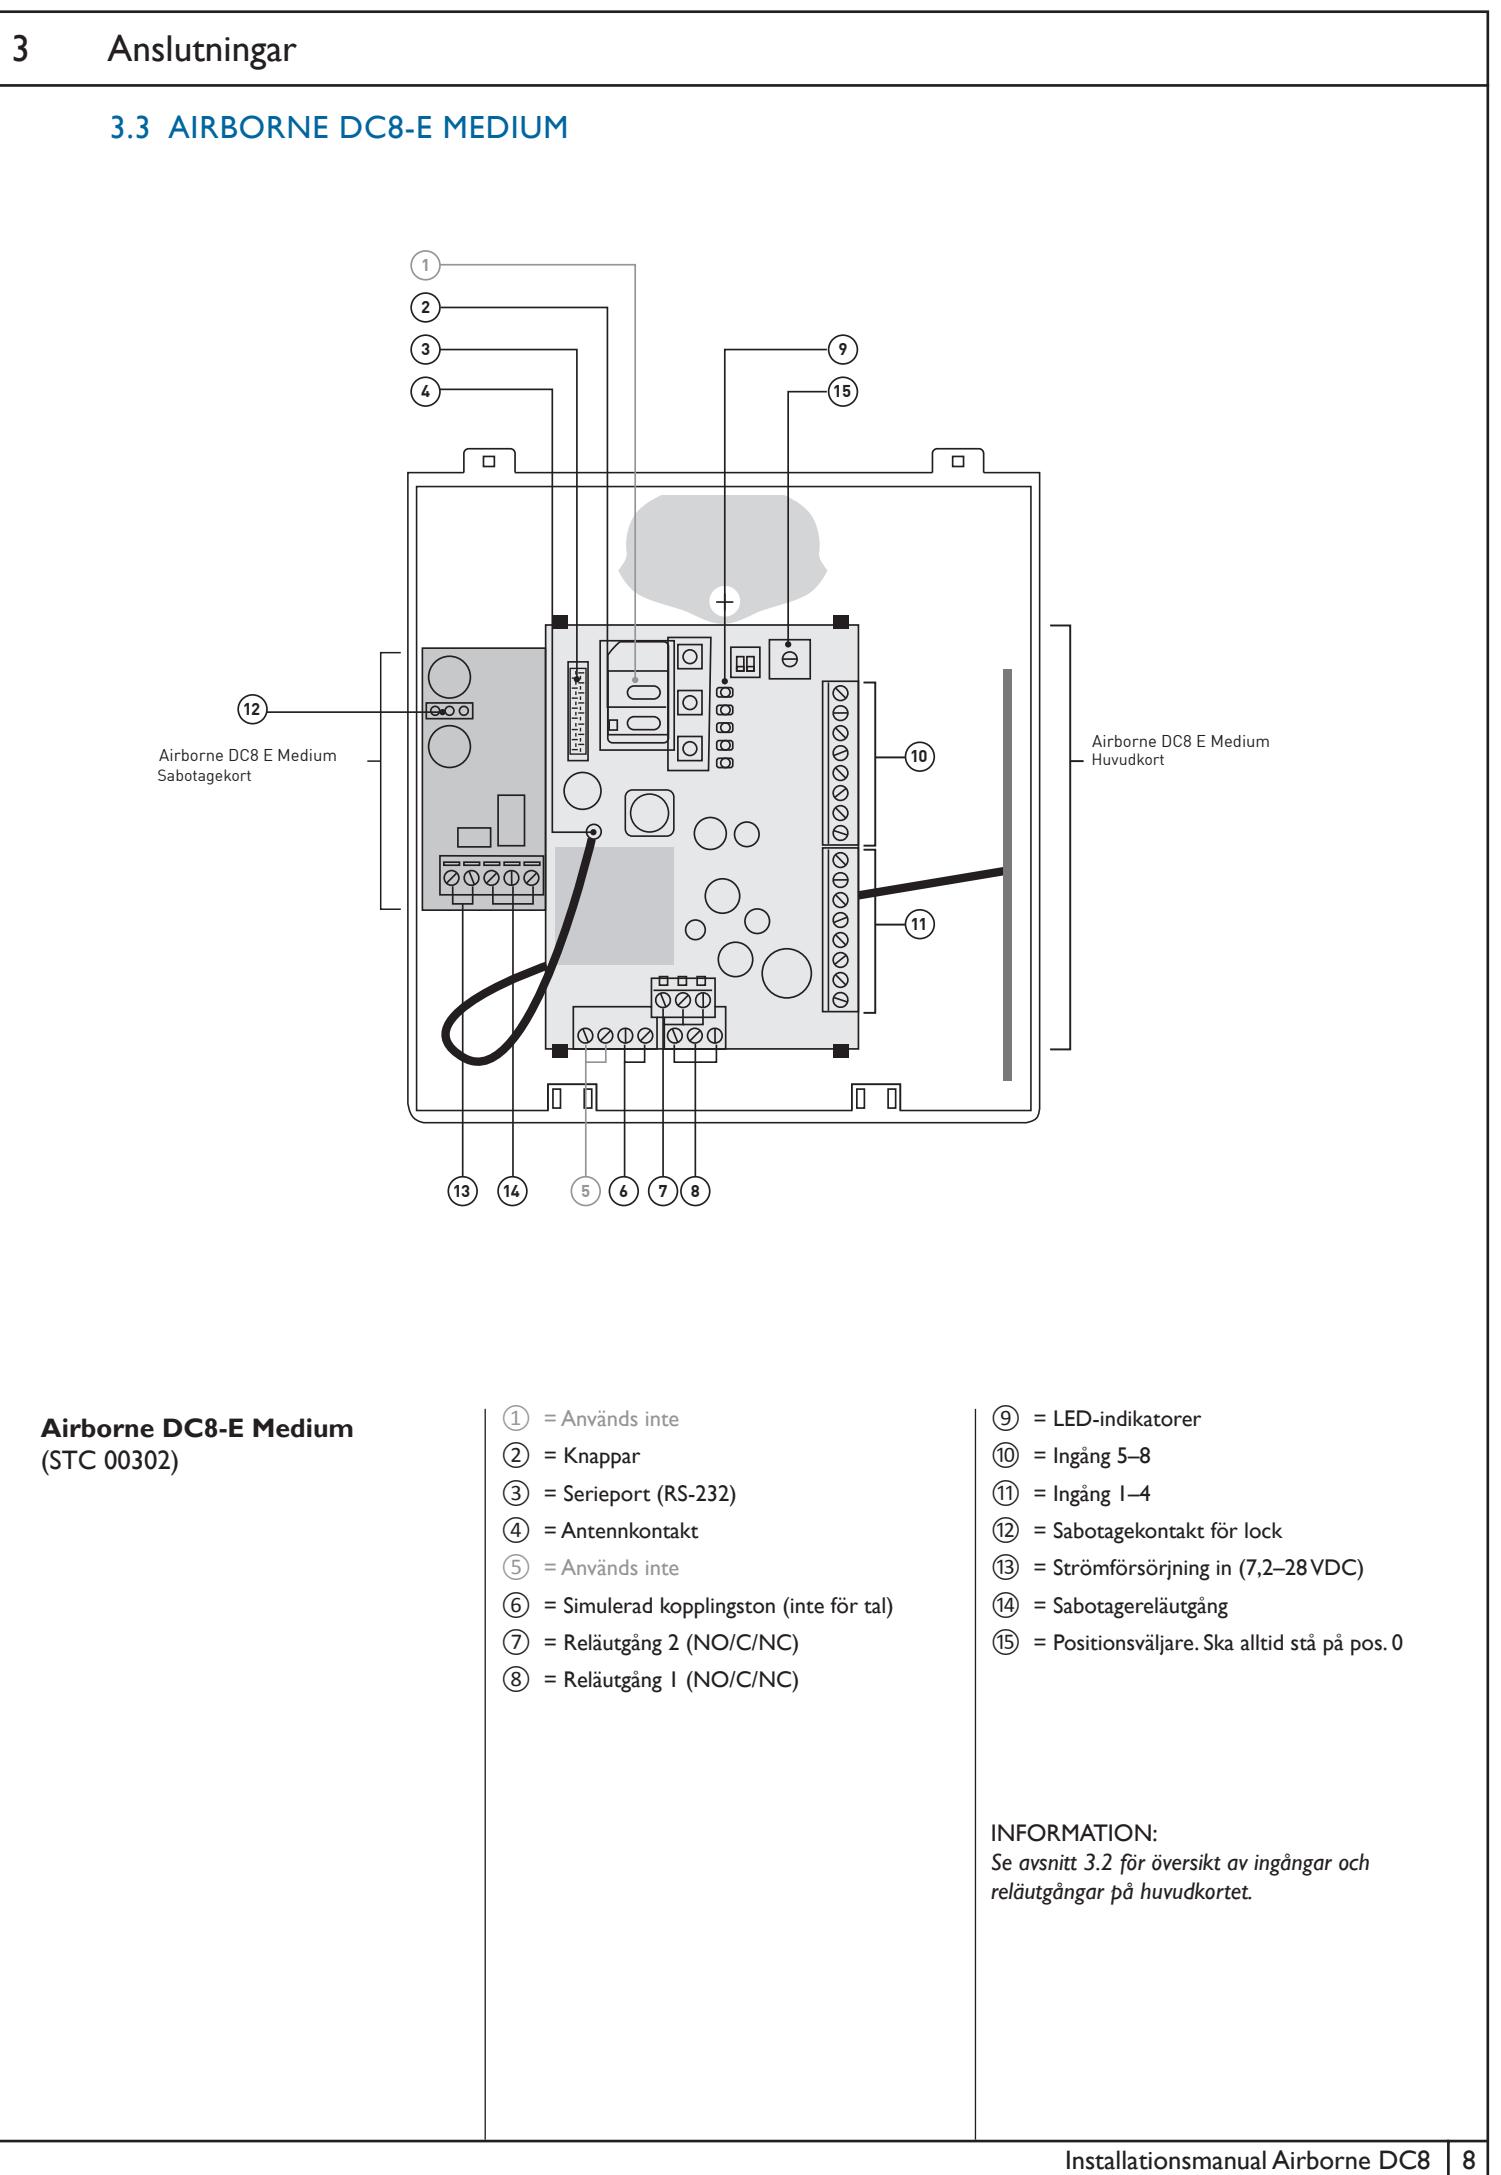 3 Anslutningar
3.3 AIRBORNE DC8-E MEDIUM
1
2
3
4
9
15
12
Airborne DC8 E Medium
Sabotagekort
10
Airborne DC8 E Medium
Huvudkort
11
13
14
5
6
7
8
Airborne DC8-E Medium
(STC 00302)
① = Används inte
② = Knappar
③ = Serieport (RS-232)
④ = Antennkontakt
⑤ = Används inte
⑥ = Simulerad kopplingston (inte för tal)
⑦ = Reläutgång 2 (NO/C/NC)
⑧ = Reläutgång 1 (NO/C/NC)
⑨ = LED-indikatorer
⑩ = Ingång 5–8
⑪ = Ingång 1–4
⑫ = Sabotagekontakt för lock
⑬ = Strömförsörjning in (7,2–28 VDC)
⑭ = Sabotagereläutgång
⑮ = Positionsväljare. Ska alltid stå på pos. 0
INFORMATION:
Se avsnitt 3.2 för översikt av ingångar och
reläutgångar på huvudkortet.
Installationsmanual Airborne DC8 | 8